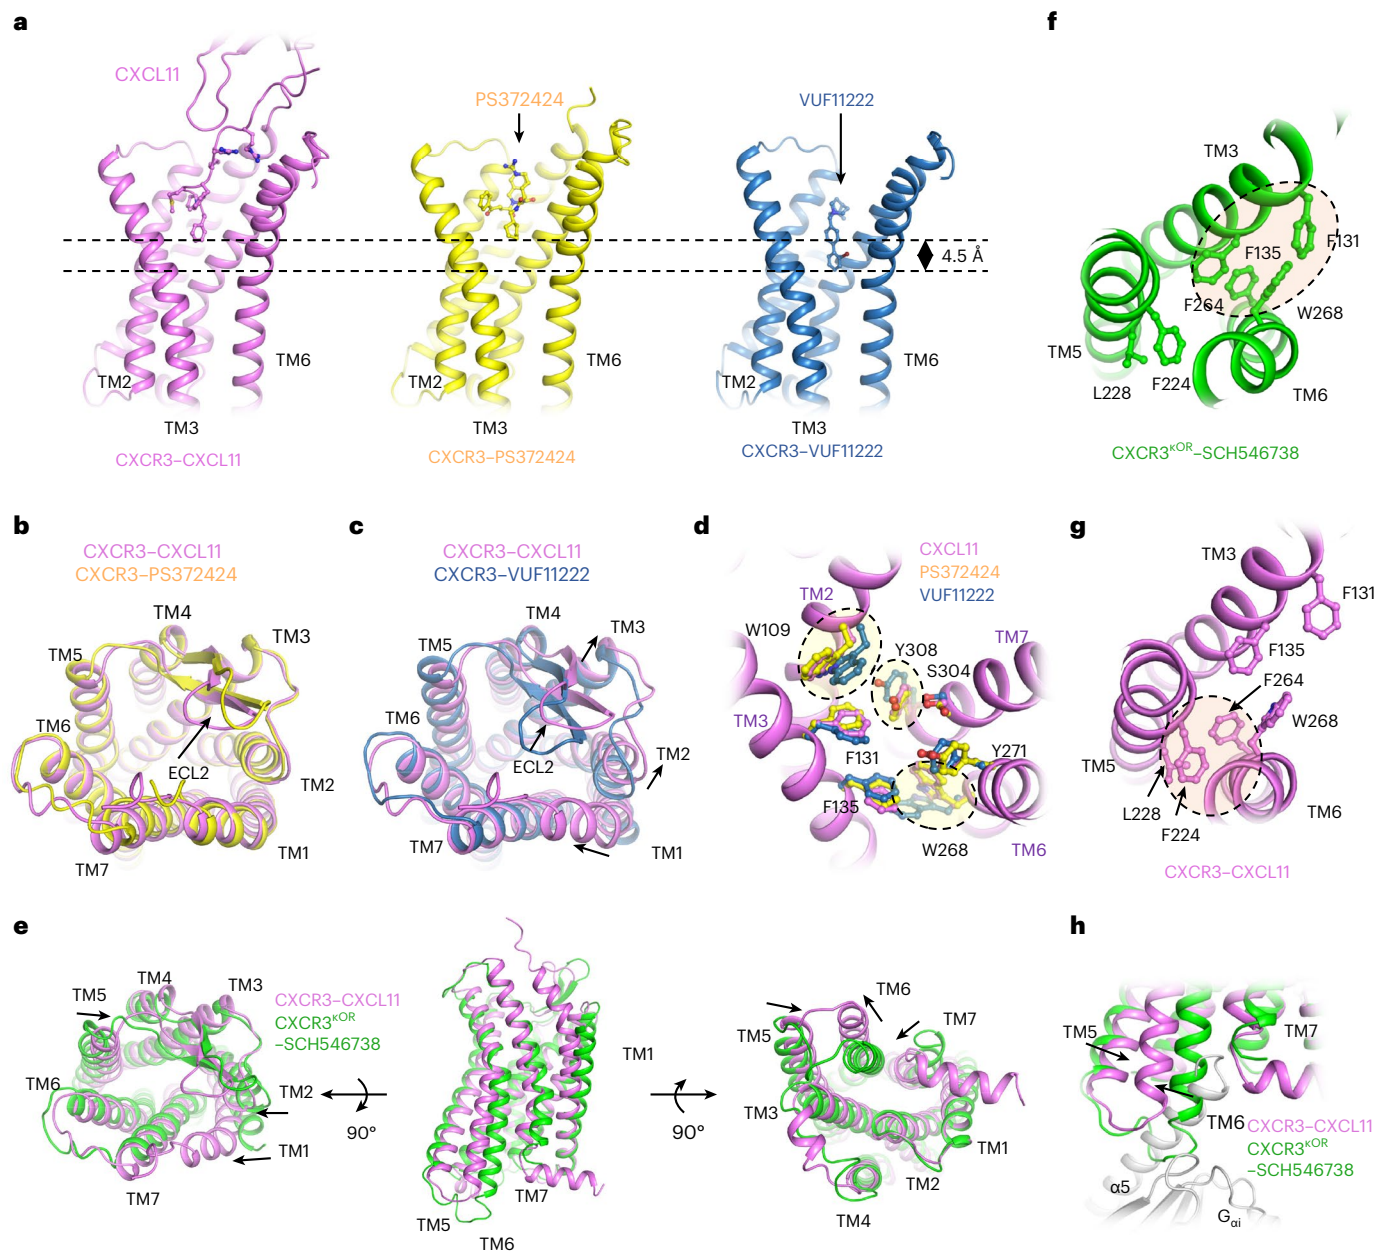 a
CXCL11
PS372424
VUF11222
4.5 Å
TM6
TM6
TM6
TM2
TM2
TM2
TM3
TM3
TM3
CXCR3–CXCL11
CXCR3–PS372424
CXCR3–VUF11222
f
TM3
F131
F135
F264
W268
TM5
L228
F224
TM6
CXCR3κOR–SCH546738
b
CXCR3–CXCL11
CXCR3–PS372424
TM4
TM3
TM5
TM6
ECL2
TM2
TM7
TM1
c
CXCR3–CXCL11
CXCR3–VUF11222
TM4
TM3
TM5
TM6
ECL2
TM2
TM7
TM1
d
CXCL11
PS372424
VUF11222
TM2
W109
Y308
S304
TM7
TM3
F131
Y271
F135
W268
TM6
g
TM3
F131
F135
F264
W268
TM5
L228
F224
TM6
CXCR3–CXCL11
e
TM4
TM3
TM5
CXCR3–CXCL11
CXCR3κOR
–SCH546738
TM6
TM2
TM1
TM7
90°
TM1
TM7
TM5
TM6
90°
TM6
TM7
TM5
TM3
TM1
TM2
TM4
h
TM5
TM7
TM6
CXCR3–CXCL11
CXCR3κOR
–SCH546738
α5
Gαi